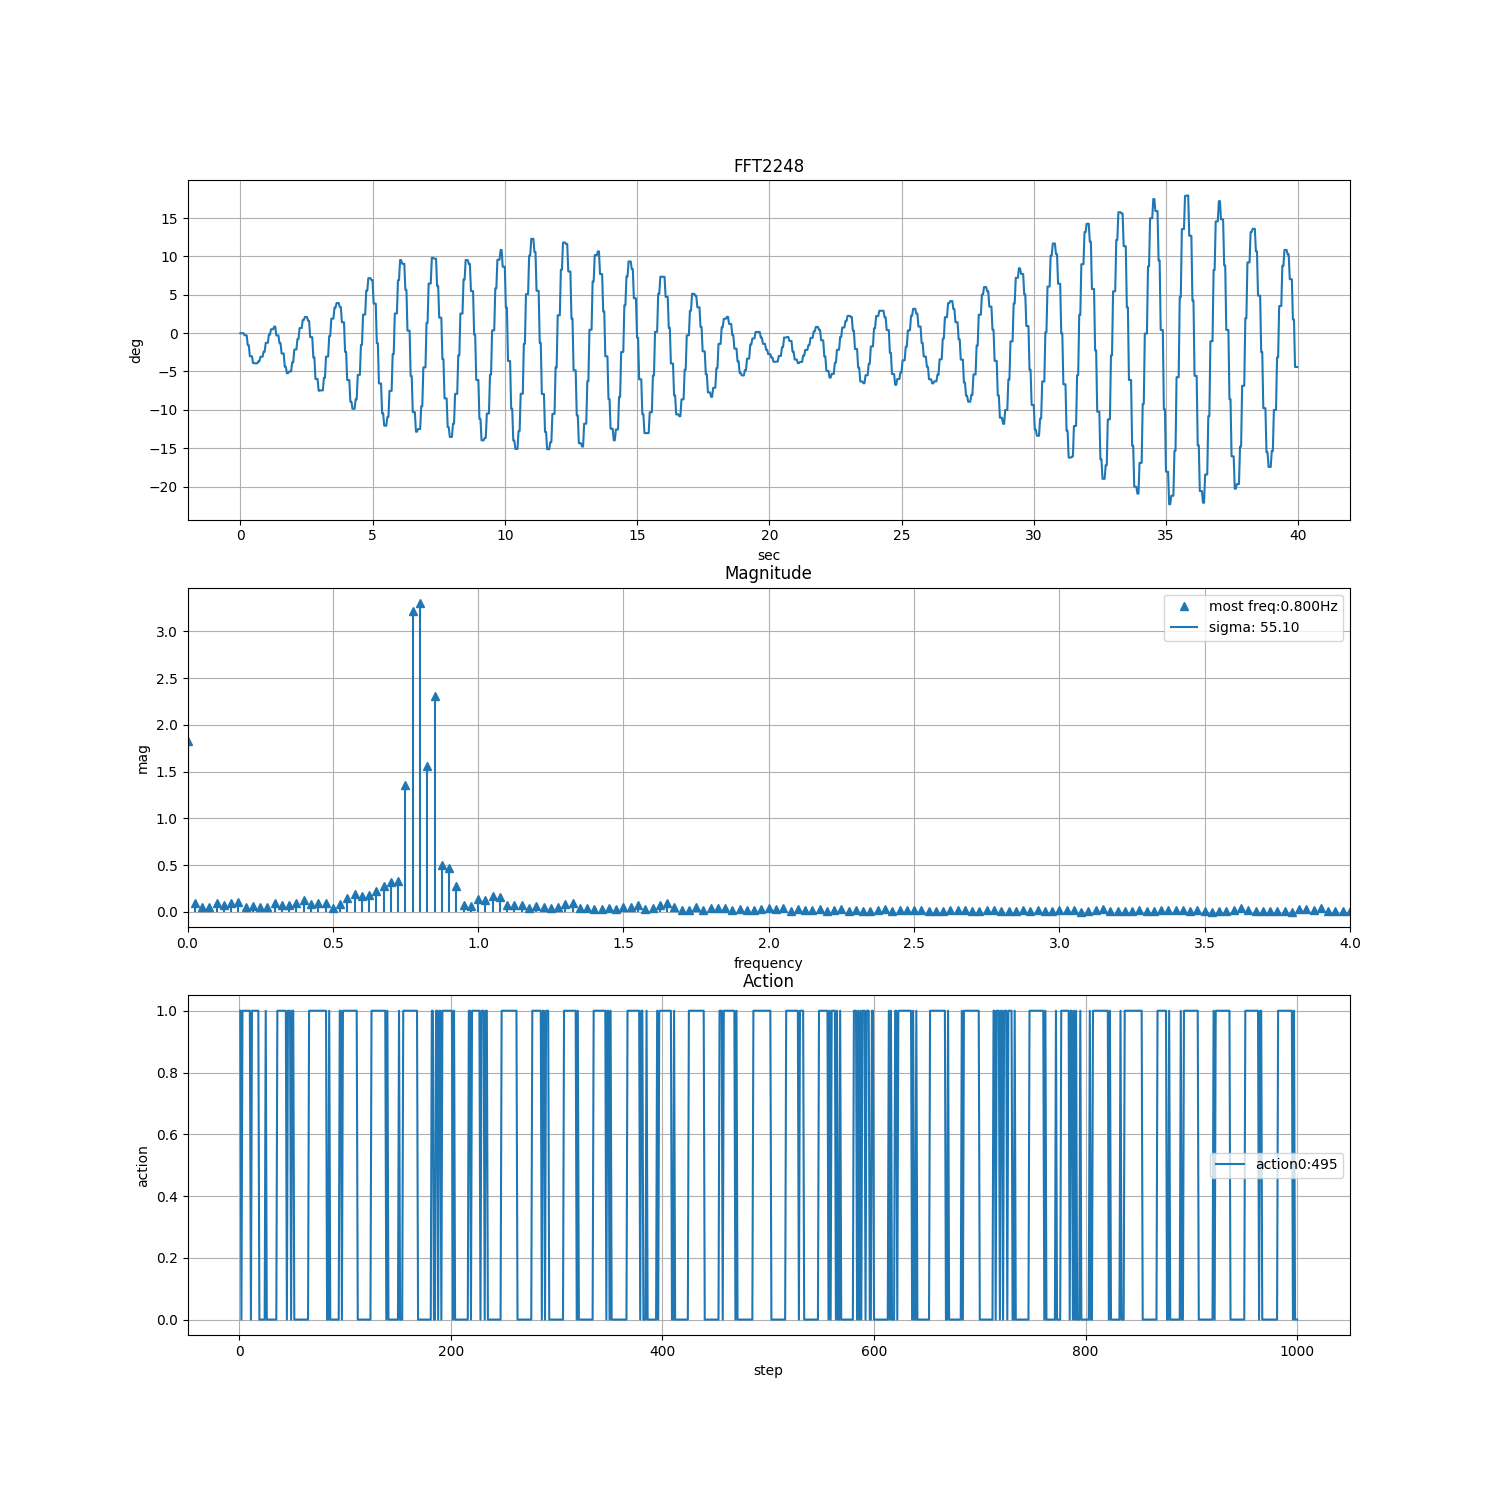 FFT2248
15
10
5
0
−5
−10
−15
−20
deg
0 5 10 15 20 25 30 35 40
sec
Magnitude
most freq:0.800Hz
sigma: 55.10
3.0
2.5
2.0
1.5
1.0
0.5
0.0
mag
0.0 0.5 1.0 1.5 2.0 2.5 3.0 3.5 4.0
frequency
Action
1.0
0.8
0.6
0.4
0.2
0.0
action
action0:495
0 200 400 600 800 1000
step